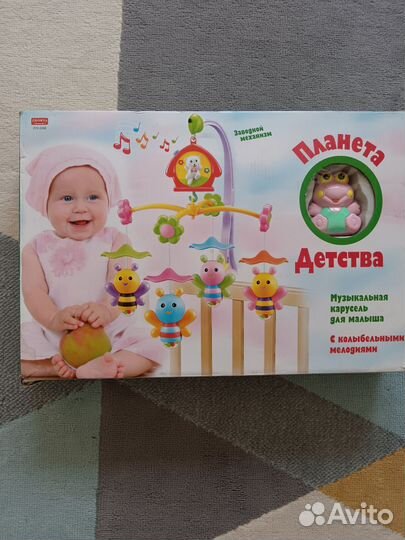 Заводной
механизм
Планета
Детства
Музыкальная
карусель
для малыша
С колыбельными
мелодиями
Avito